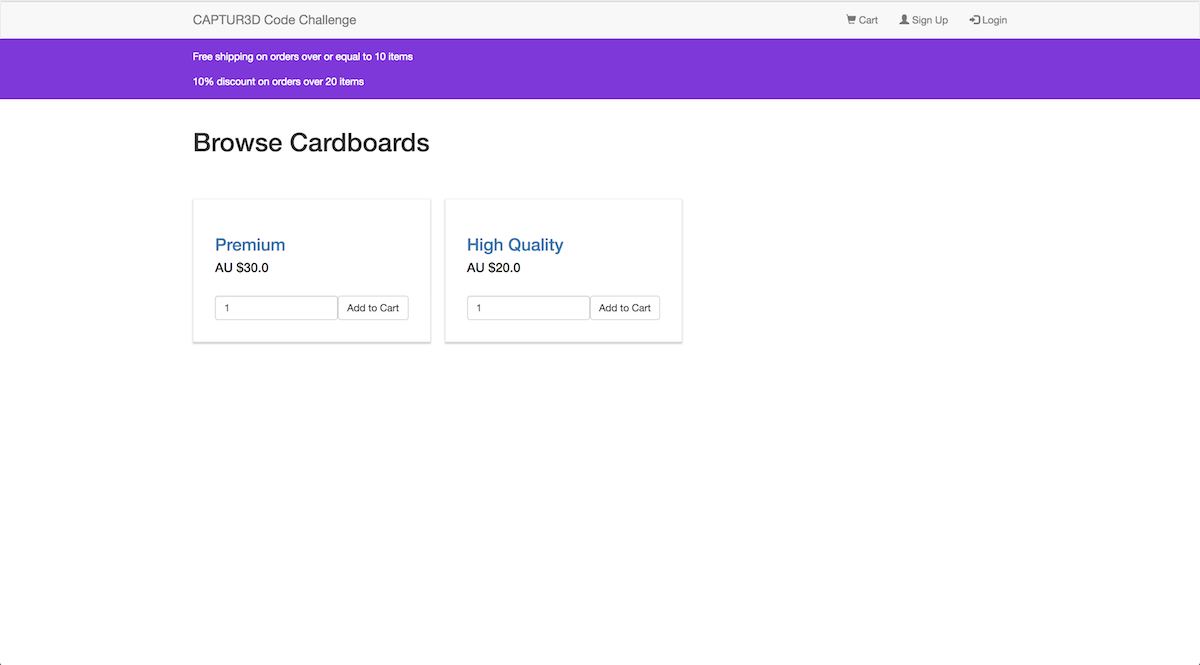 CAPTUR3D Code Challenge
Cart Sign Up Login
Free shipping on orders over or equal to 10 items
10% discount on orders over 20 items
Browse Cardboards
Premium
AU $30.0
1 Add to Cart
High Quality
AU $20.0
1 Add to Cart